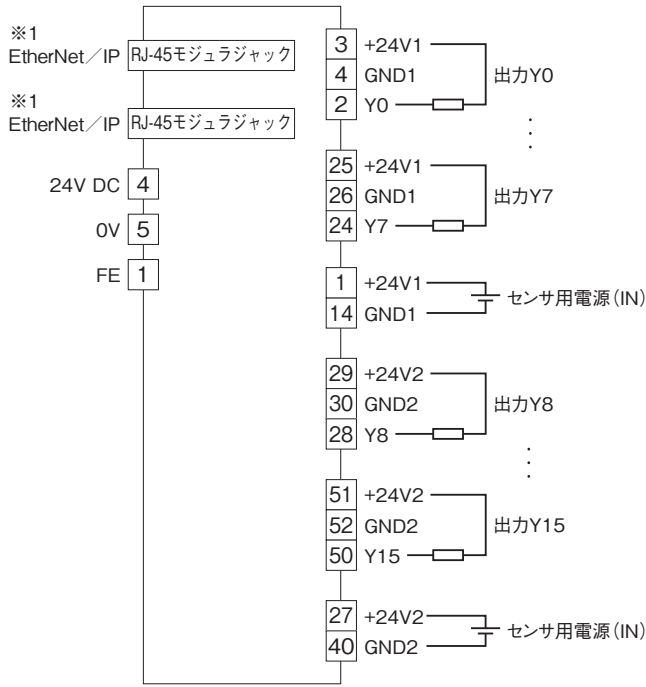 ※1
EtherNet／IP RJ-45モジュラジャック
※1
EtherNet／IP RJ-45モジュラジャック
24V DC 4
0V 5
FE 1
3 +24V1
4 GND1 出力Y0
2 Y0
25 +24V1
26 GND1 出力Y7
24 Y7
1 +24V1
センサ用電源（IN）
14 GND1
29 +24V2
30 GND2 出力Y8
28 Y8
51 +24V2
52 GND2 出力Y15
50 Y15
27 +24V2
センサ用電源（IN）
40 GND2